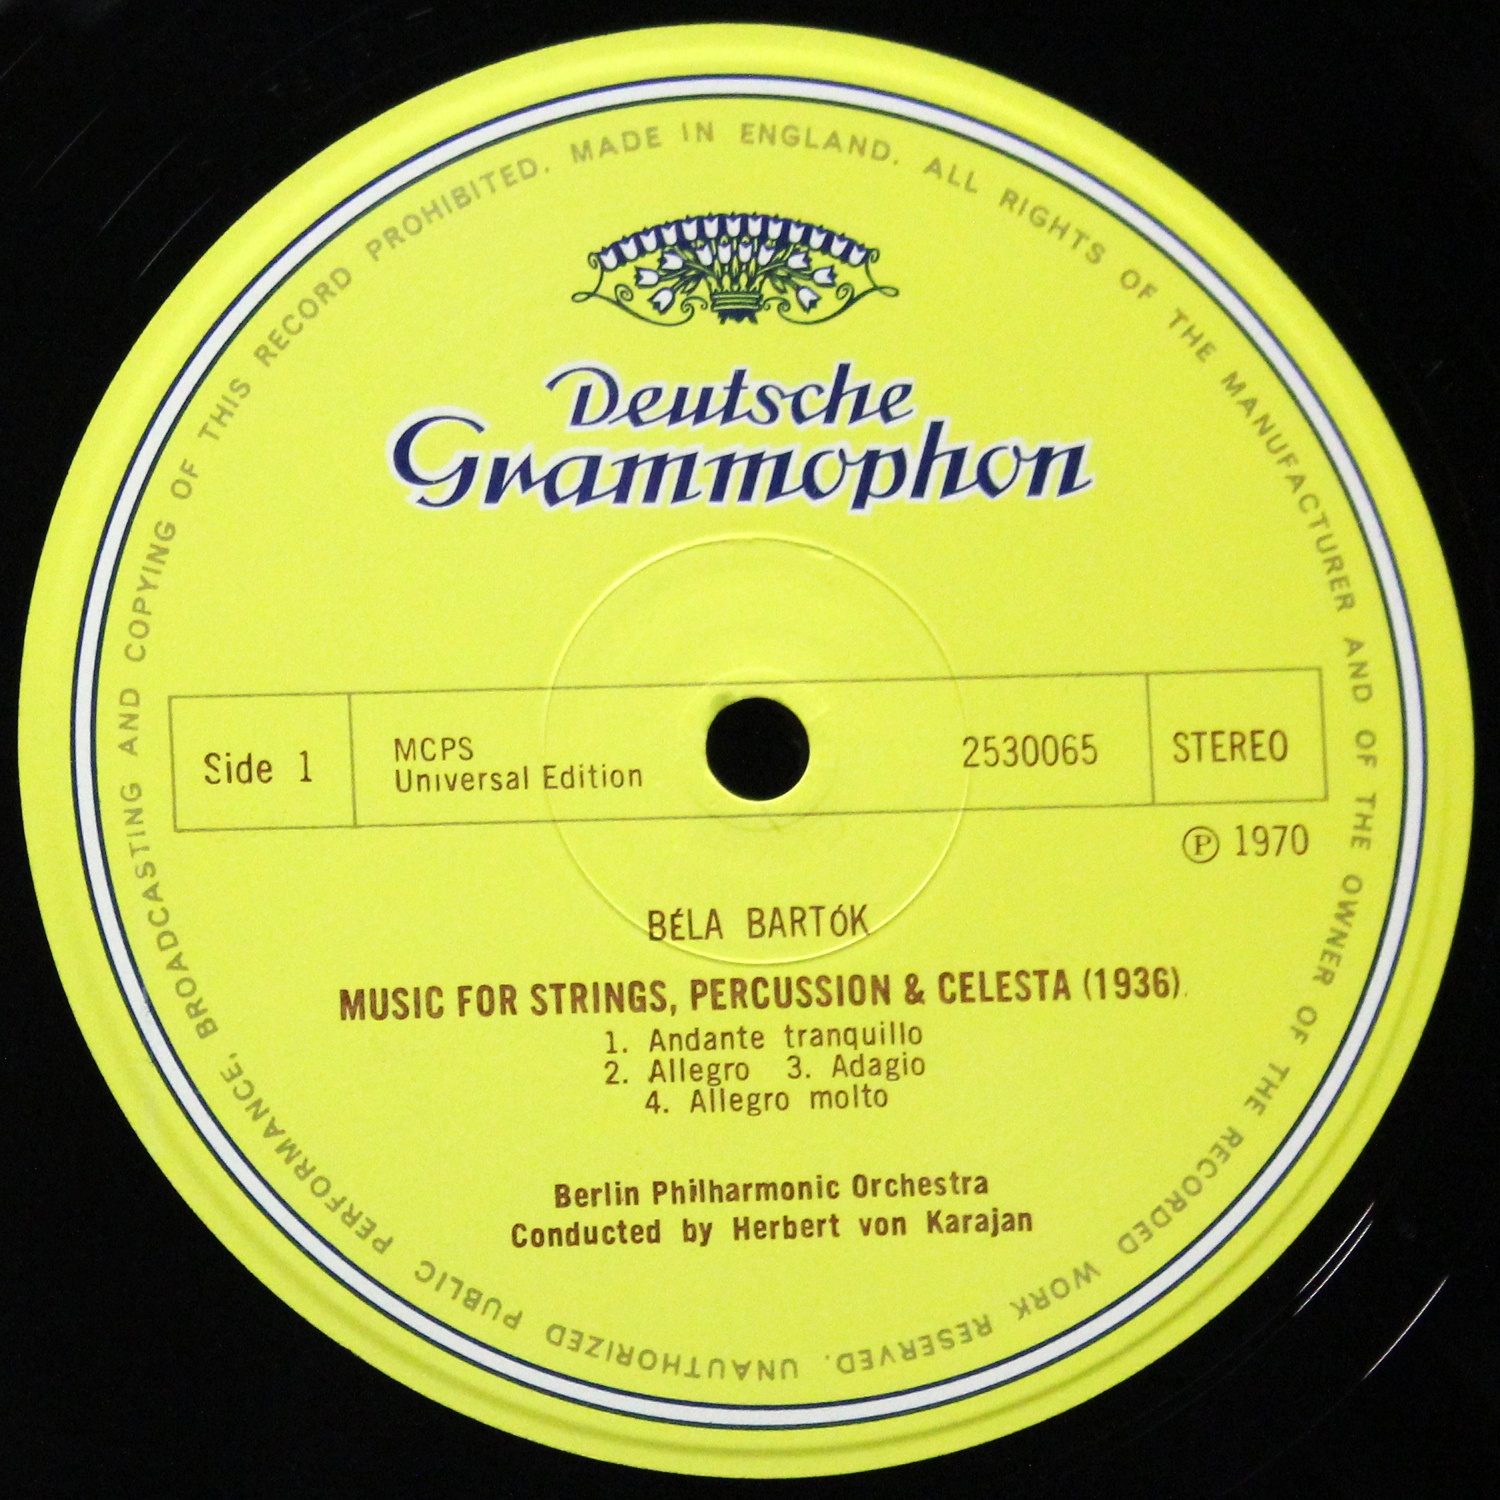 MADE IN ENGLAND. ALL RIGHTS OF THE MANUFACTURER AND OF THE OWNER OF THE RECORDED WORK RESERVED. UNAUTHORIZED PUBLIC PERFORMANCE, BROADCASTING AND COPYING OF THIS RECORD PROHIBITED.
Deutsche
Grammophon
Side 1
MCPS
Universal Edition
2530065
STEREO
Ⓟ 1970
BÉLA BARTÓK
MUSIC FOR STRINGS, PERCUSSION & CELESTA (1936)
1. Andante tranquillo
2. Allegro 3. Adagio
4. Allegro molto
Berlin Philharmonic Orchestra
Conducted by Herbert von Karajan